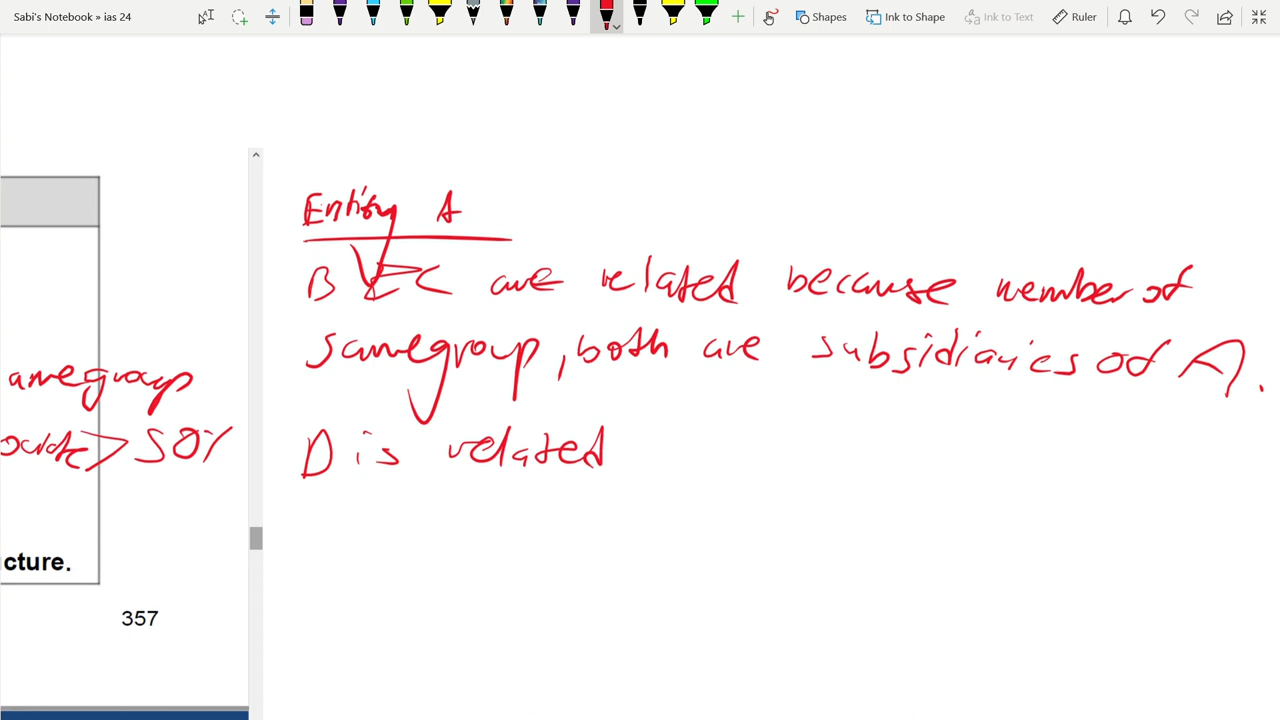 Sabi's Notebook » ias 24
Shapes
Ink to Shape
Ink to Text
Ruler
Entity A
B & C are related because member of
samegroup, both are subsidiaries of A.
amegroup
> 50%
D is related
cture.
357